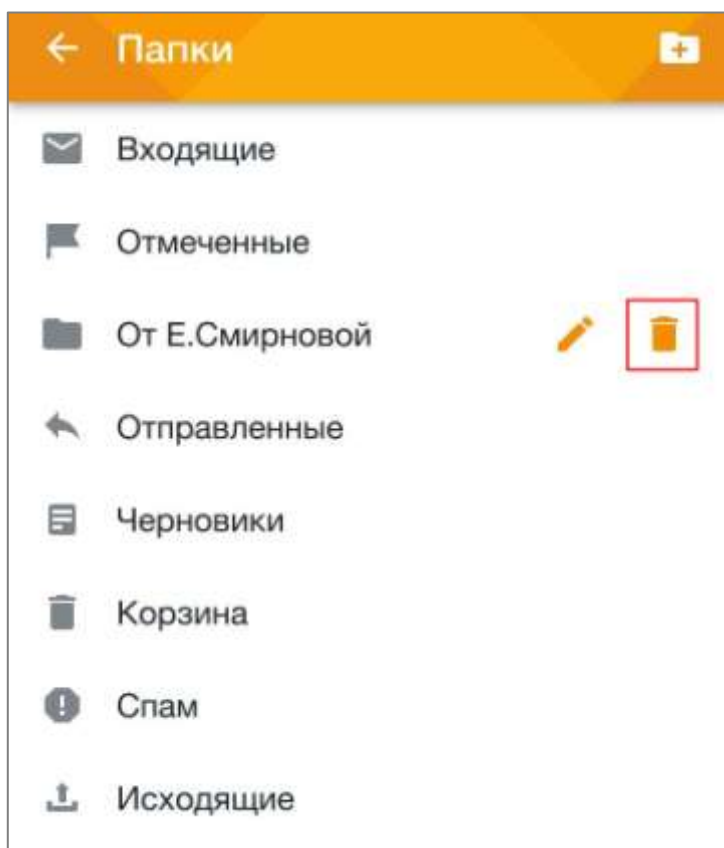 Папки
Входящие
Отмеченные
От Е.Смирновой
Отправленные
Черновики
Корзина
Спам
Исходящие